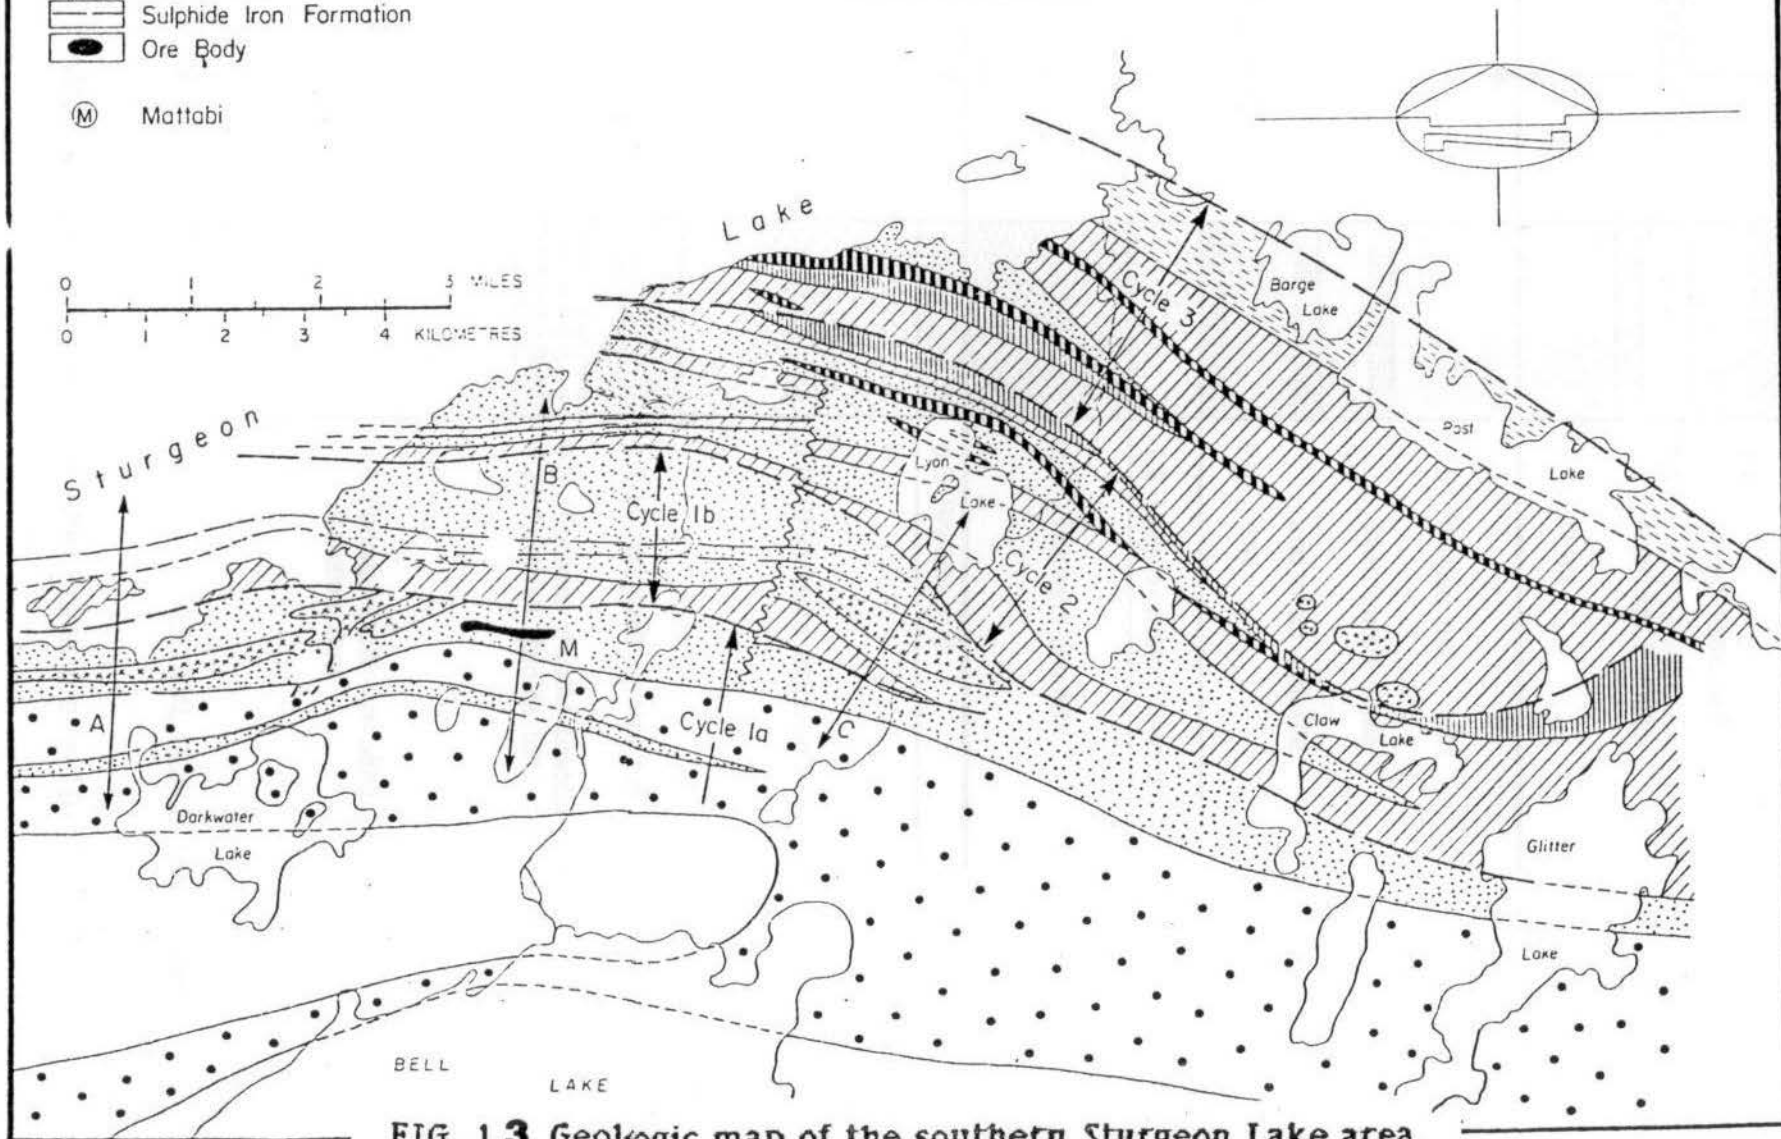 Sulphide Iron Formation
Ore Body
M Mattabi
Sturgeon Lake
0 1 2 3 MILES
0 1 2 3 4 KILOMETRES
Cycle 3
Barge
Lake
Post
Lake
Lyon
Lake
B
Cycle 1b
Cycle 2
M
A
Cycle 1a
C
Claw
Lake
Darkwater
Lake
Glitter
Lake
BELL
LAKE
FIG. 1.3 Geologic map of the southern Sturgeon Lake area